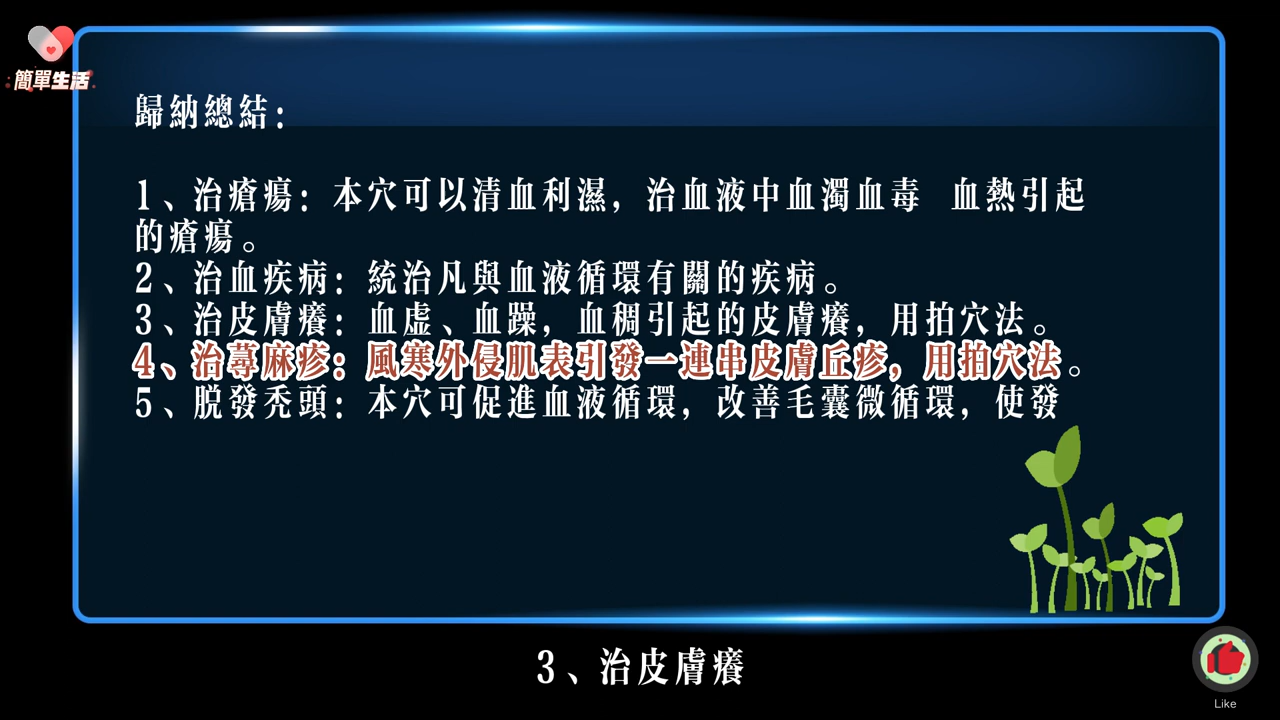 簡單生活
歸納總結：
1、治瘡瘍：本穴可以清血利濕，治血液中血濁血毒 血熱引起
的瘡瘍。
2、治血疾病：統治凡與血液循環有關的疾病。
3、治皮膚癢：血虛、血躁，血稠引起的皮膚癢，用拍穴法。
4、治蕁麻疹：風寒外侵肌表引發一連串皮膚丘疹，用拍穴法。
5、脫發禿頭：本穴可促進血液循環，改善毛囊微循環，使發
3、治皮膚癢
Like